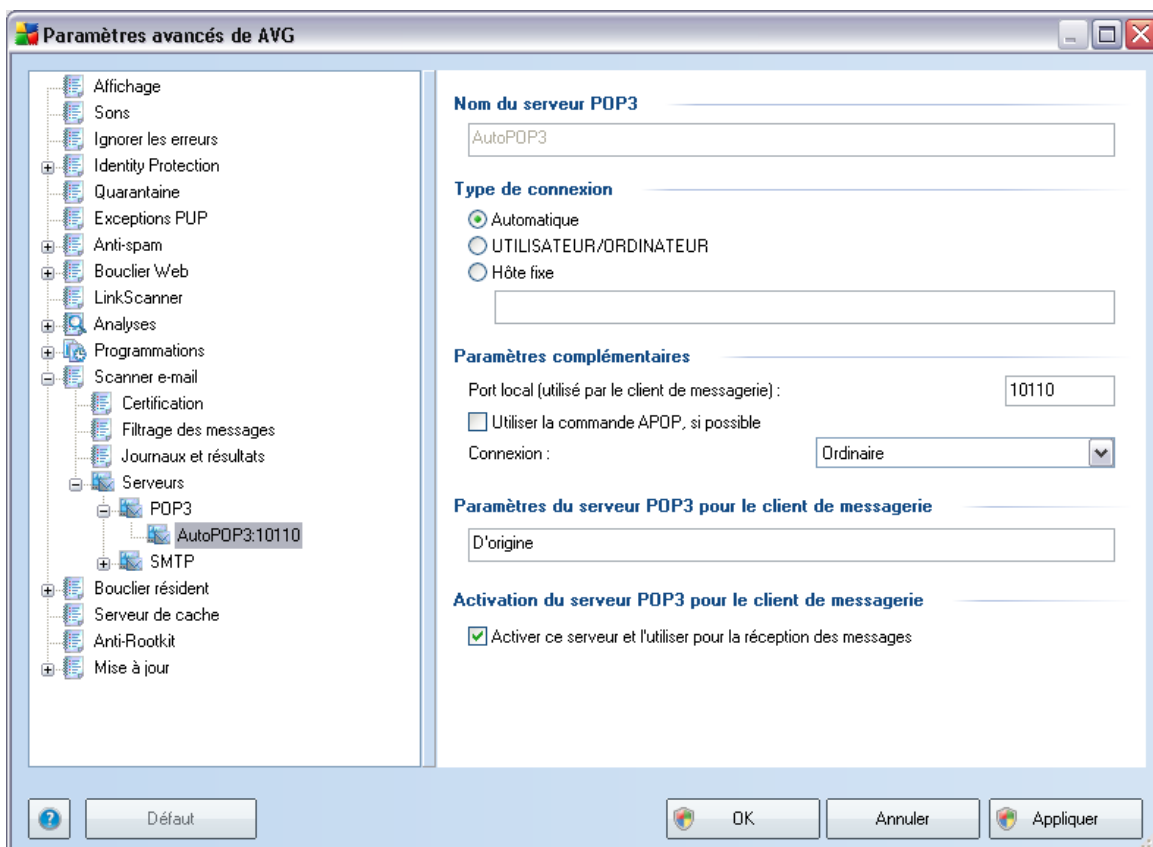 Paramètres avancés de AVG
Affichage
Sons
Ignorer les erreurs
Identity Protection
Quarantaine
Exceptions PUP
Anti-spam
Bouclier Web
LinkScanner
Analyses
Programmations
Scanner e-mail
Certification
Filtrage des messages
Journaux et résultats
Serveurs
POP3
AutoPOP3:10110
SMTP
Bouclier résident
Serveur de cache
Anti-Rootkit
Mise à jour
Nom du serveur POP3
AutoPOP3
Type de connexion
Automatique
UTILISATEUR/ORDINATEUR
Hôte fixe
Paramètres complémentaires
Port local (utilisé par le client de messagerie) : 10110
Utiliser la commande APOP, si possible
Connexion : Ordinaire
Paramètres du serveur POP3 pour le client de messagerie
D'origine
Activation du serveur POP3 pour le client de messagerie
Activer ce serveur et l'utiliser pour la réception des messages
? Défaut OK Annuler Appliquer